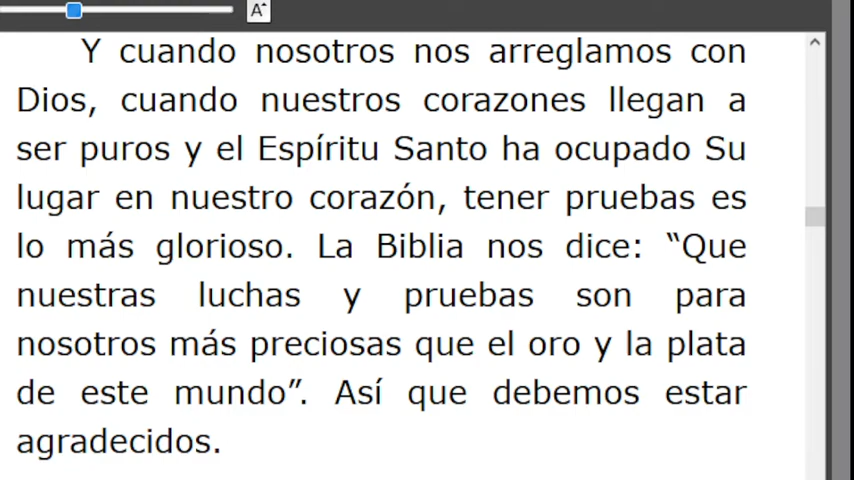 A
Y cuando nosotros nos arreglamos con
Dios, cuando nuestros corazones llegan a
ser puros y el Espíritu Santo ha ocupado Su
lugar en nuestro corazón, tener pruebas es
lo más glorioso. La Biblia nos dice: “Que
nuestras luchas y pruebas son para
nosotros más preciosas que el oro y la plata
de este mundo”. Así que debemos estar
agradecidos.